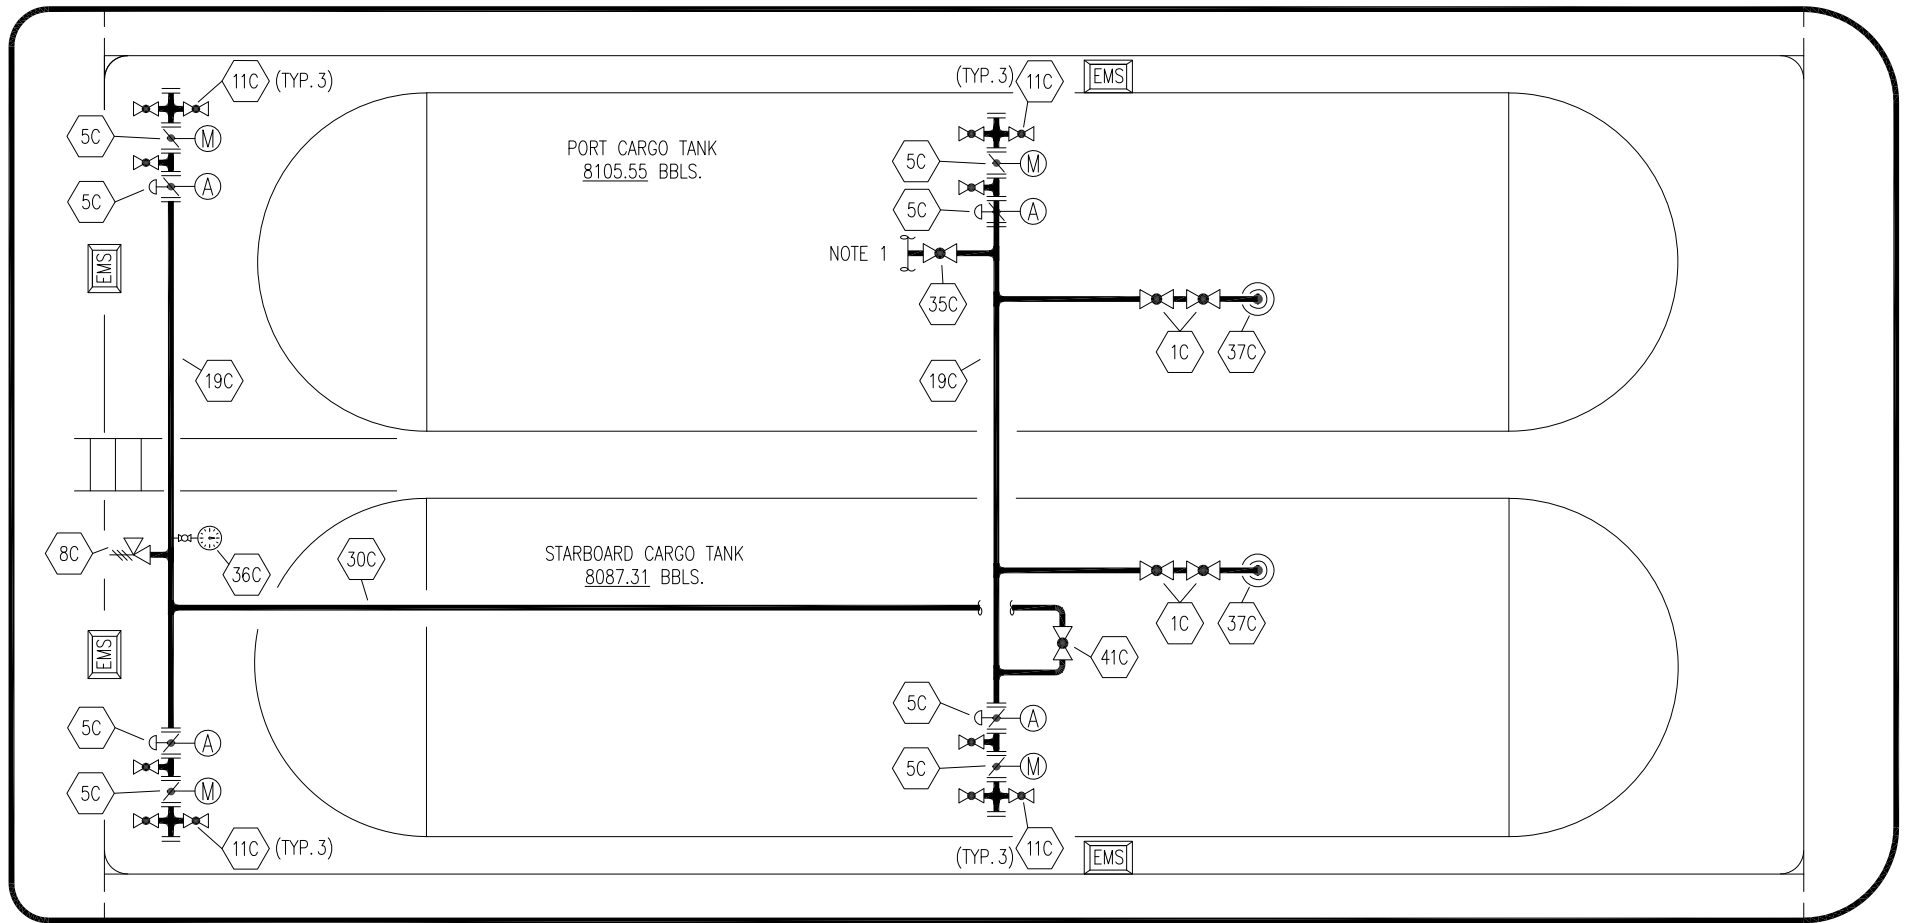 11C (TYP. 3)
(TYP. 3) 11C
EMS
5C
M
5C
A
PORT CARGO TANK
8105.55 BBLS.
5C
M
5C
A
EMS
NOTE 1
35C
1C
37C
19C
19C
8C
36C
30C
STARBOARD CARGO TANK
8087.31 BBLS.
1C
37C
EMS
41C
5C
A
5C
M
5C
A
5C
M
11C (TYP. 3)
(TYP. 3) 11C
EMS